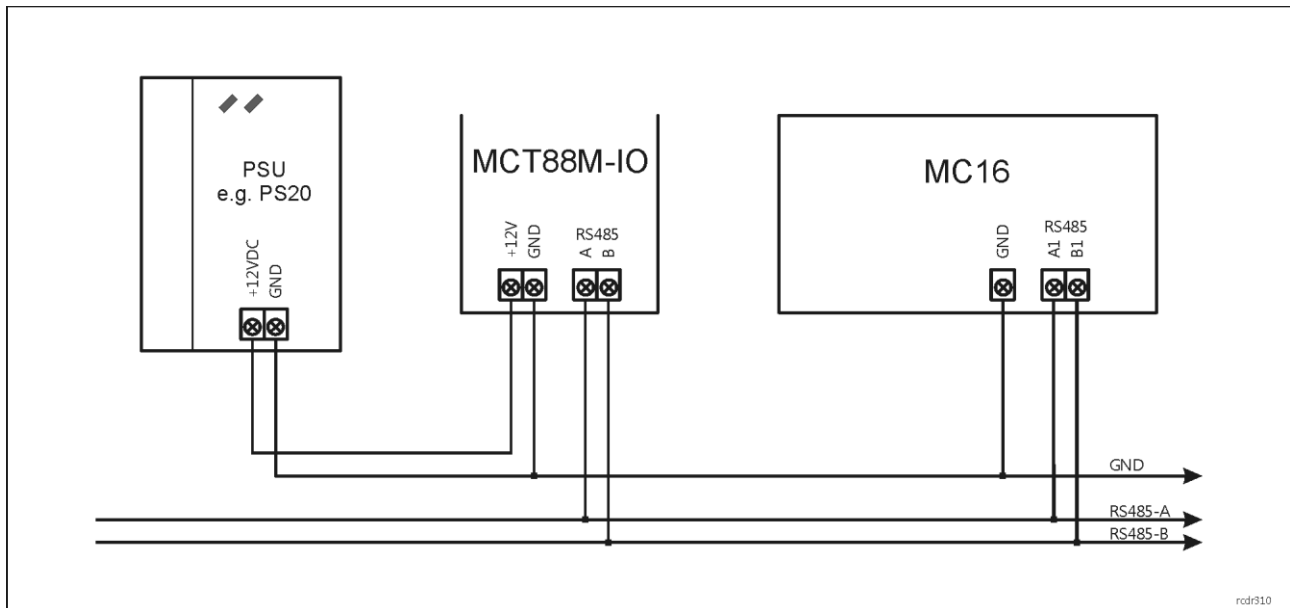 PSU
e.g. PS20
+12VDC
GND
MCT88M-IO
+12V
GND
RS485
A
B
MC16
GND
RS485
A1
B1
GND
RS485-A
RS485-B
rcdr310